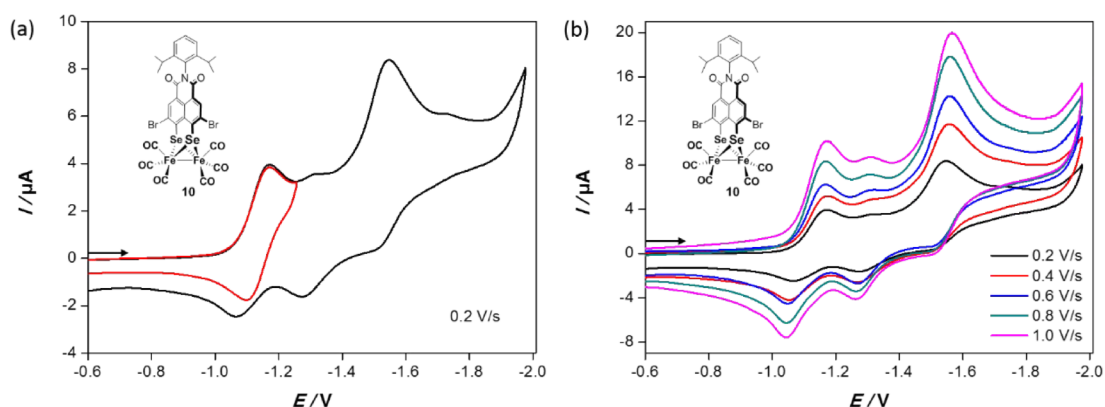 (a)
10
8
6
4
2
0
-2
-4
I / µA
-0.6 -0.8 -1.0 -1.2 -1.4 -1.6 -1.8 -2.0
E / V
N
O O
Br Br
Se Se
OC Fe Fe CO
OC CO
OC CO
10
0.2 V/s
(b)
20
16
12
8
4
0
-4
-8
I / µA
-0.6 -0.8 -1.0 -1.2 -1.4 -1.6 -1.8 -2.0
E / V
N
O O
Br Br
Se Se
OC Fe Fe CO
OC CO
OC CO
10
0.2 V/s
0.4 V/s
0.6 V/s
0.8 V/s
1.0 V/s